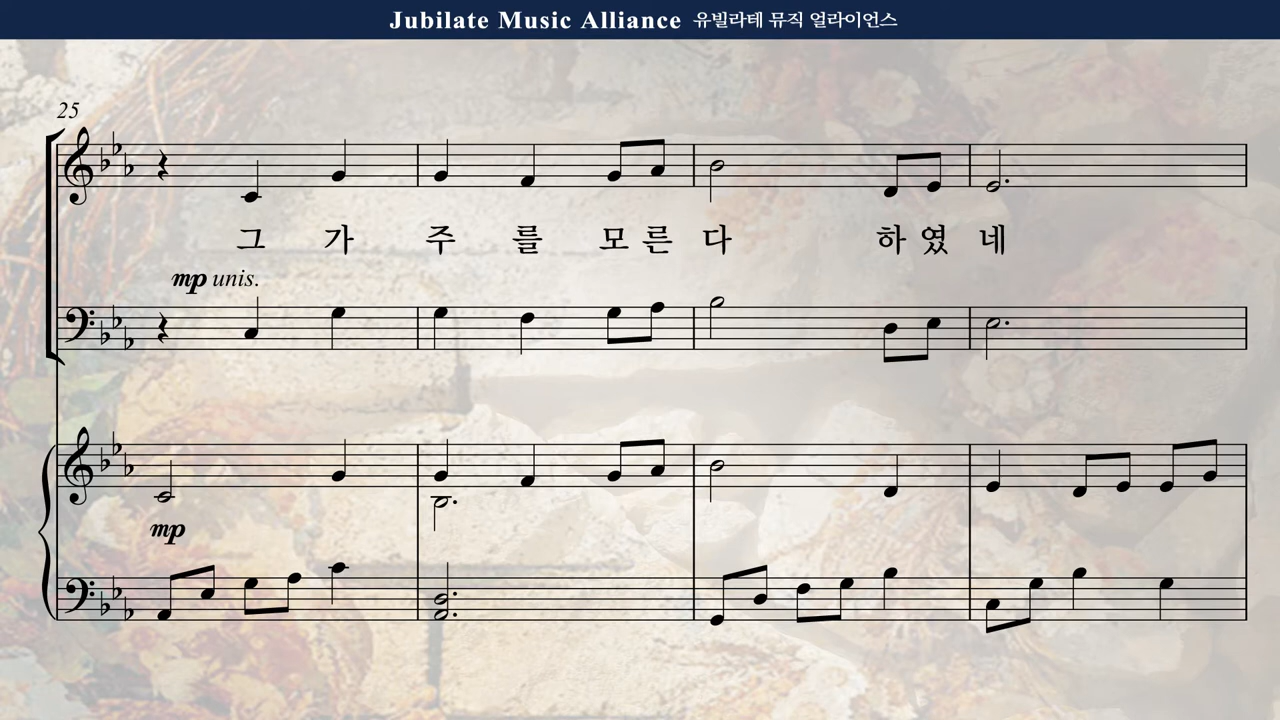 Jubilate Music Alliance 유빌라테 뮤직 얼라이언스
25
그 가 주 를 모 른 다 하 였 네
mp unis.
mp